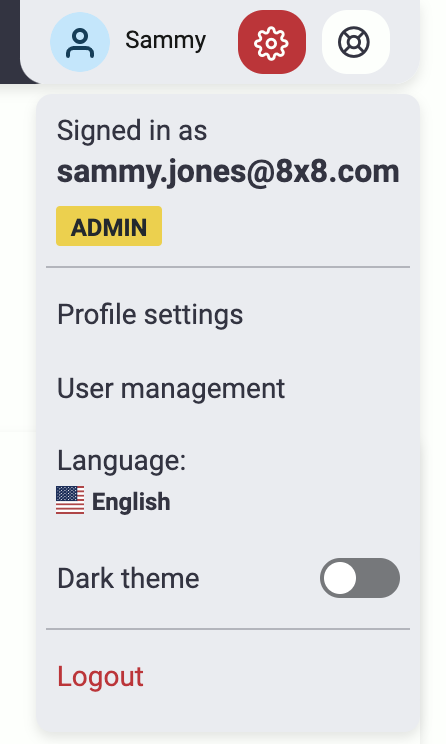 Sammy
Signed in as
sammy.jones@8x8.com
ADMIN
Profile settings
User management
Language:
English
Dark theme
Logout